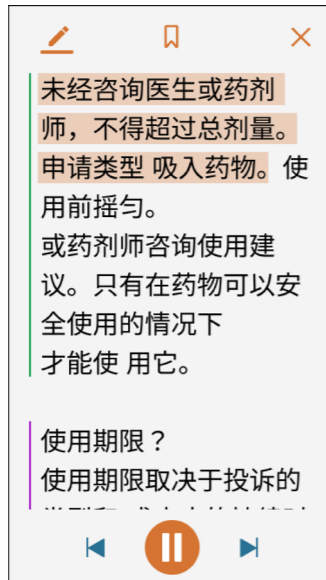 未经咨询医生或药剂
师，不得超过总剂量。
申请类型 吸入药物。使
用前摇匀。
或药剂师咨询使用建
议。只有在药物可以安
全使用的情况下
才能使 用它。
使用期限？
使用期限取决于投诉的